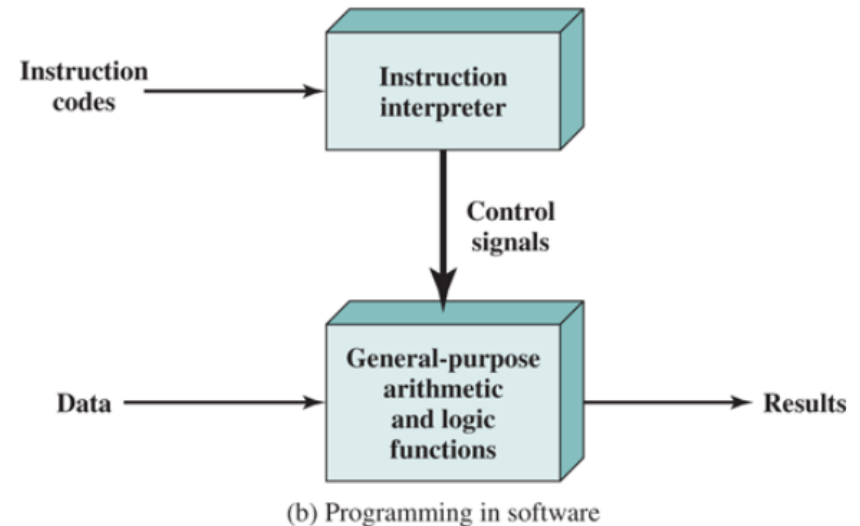 Instruction
codes
Instruction
interpreter
Control
signals
General-purpose
arithmetic
and logic
functions
Data
Results
(b) Programming in software